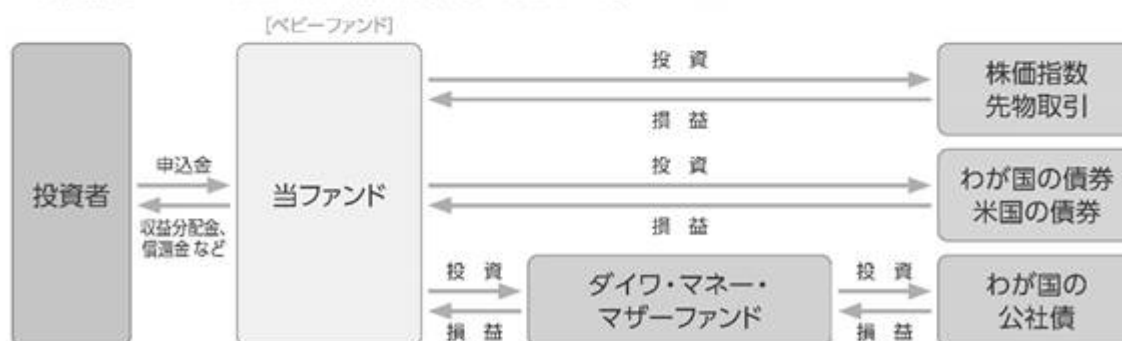 [ベビーファンド]
投資者
申込金
収益分配金、
償還金 など
当ファンド
投 資
損 益
株価指数
先物取引
投 資
損 益
わが国の債券
米国の債券
投 資
損 益
ダイワ・マネー・
マザーファンド
投 資
損 益
わが国の
公社債